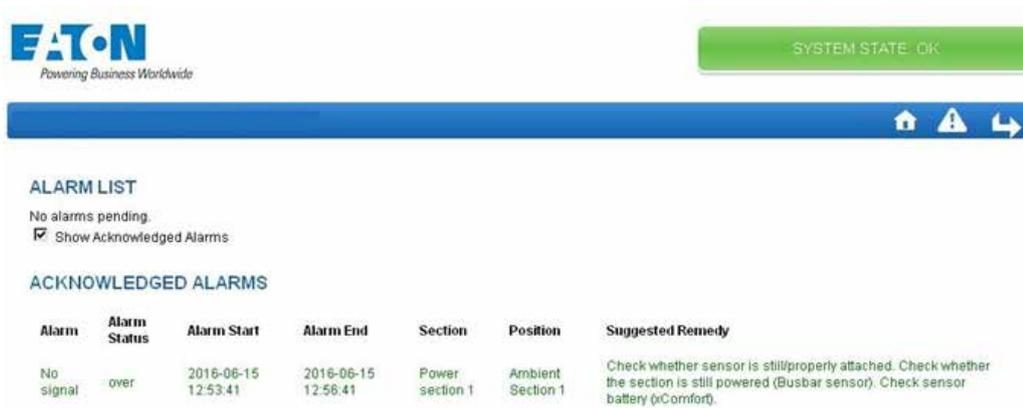 EATON
Powering Business Worldwide
SYSTEM STATE OK
ALARM LIST
No alarms pending.
Show Acknowledged Alarms
ACKNOWLEDGED ALARMS
Alarm Alarm Status Alarm Start Alarm End Section Position Suggested Remedy
No signal over 2016-06-15 12:53:41 2016-06-15 12:56:41 Power section 1 Ambient Section 1 Check whether sensor is still/properly attached. Check whether
the section is still powered (Busbar sensor). Check sensor
battery (xComfort).